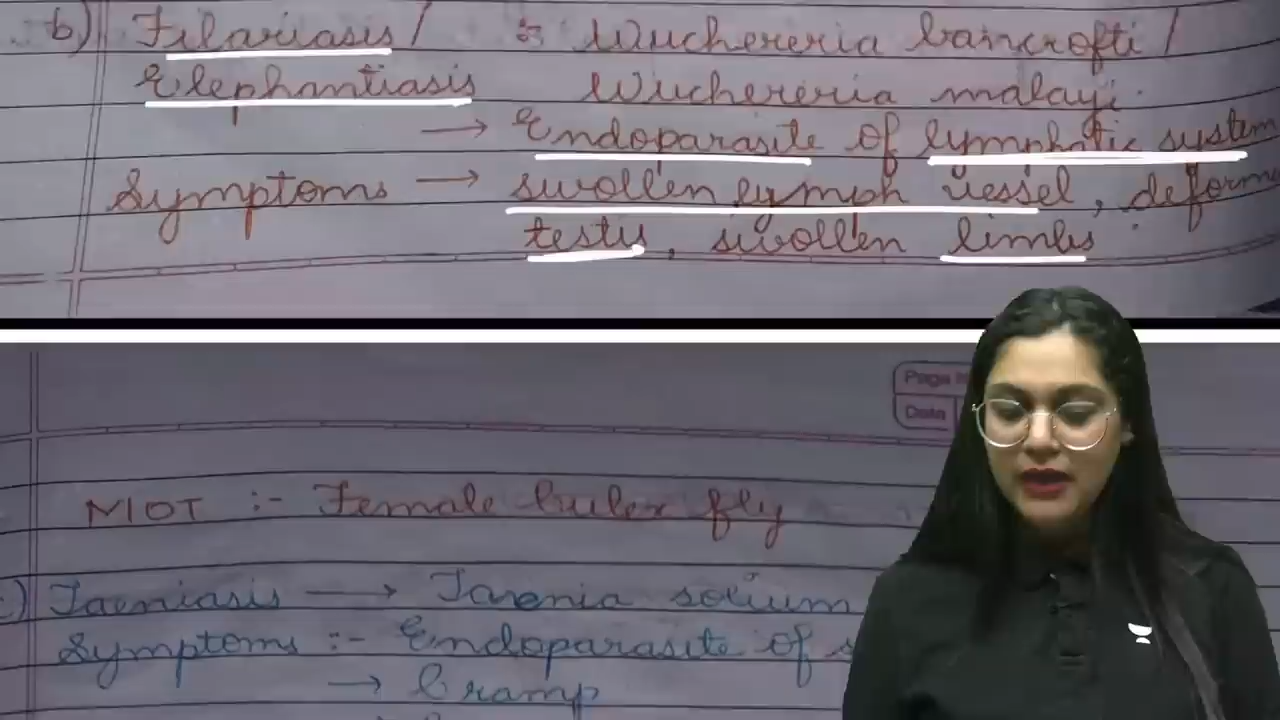 b) Filariasis / :- Wuchereria bancrofti /
Elephantiasis Wuchereria malayi.
→ Endoparasite of lymphatic system
Symptoms → swollen lymph vessel,
testis, swollen limbs.
Page
Date
MOT :- Female Culex fly
) Taeniasis → Taenia solium
Symptoms :- Endoparasite of
→ Cramp